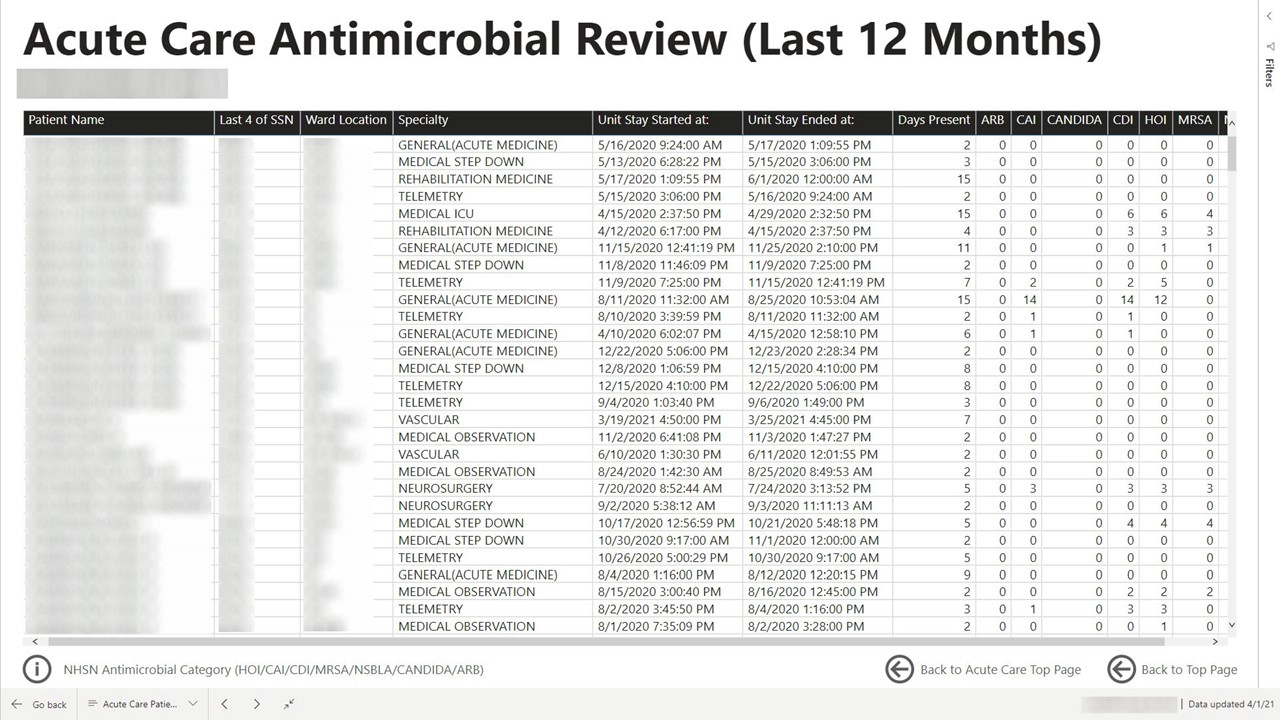 Acute Care Antimicrobial Review (Last 12 Months)
Filters
Patient Name Last 4 of SSN Ward Location Specialty Unit Stay Started at: Unit Stay Ended at: Days Present ARB CAI CANDIDA CDI HOI MRSA
GENERAL(ACUTE MEDICINE) 5/16/2020 9:24:00 AM 5/17/2020 1:09:55 PM 2 0 0 0 0 0 0
MEDICAL STEP DOWN 5/13/2020 6:28:22 PM 5/15/2020 3:06:00 PM 3 0 0 0 0 0 0
REHABILITATION MEDICINE 5/17/2020 1:09:55 PM 6/1/2020 12:00:00 AM 15 0 0 0 0 0 0
TELEMETRY 5/15/2020 3:06:00 PM 5/16/2020 9:24:00 AM 2 0 0 0 0 0 0
MEDICAL ICU 4/15/2020 2:37:50 PM 4/29/2020 2:32:50 PM 15 0 0 0 6 6 4
REHABILITATION MEDICINE 4/12/2020 6:17:00 PM 4/15/2020 2:37:50 PM 4 0 0 0 3 3 3
GENERAL(ACUTE MEDICINE) 11/15/2020 12:41:19 PM 11/25/2020 2:10:00 PM 11 0 0 0 0 1 1
MEDICAL STEP DOWN 11/8/2020 11:46:09 PM 11/9/2020 7:25:00 PM 2 0 0 0 0 0 0
TELEMETRY 11/9/2020 7:25:00 PM 11/15/2020 12:41:19 PM 7 0 2 0 2 5 0
GENERAL(ACUTE MEDICINE) 8/11/2020 11:32:00 AM 8/25/2020 10:53:04 AM 15 0 14 0 14 12 0
TELEMETRY 8/10/2020 3:39:59 PM 8/11/2020 11:32:00 AM 2 0 1 0 1 0 0
GENERAL(ACUTE MEDICINE) 4/10/2020 6:02:07 PM 4/15/2020 12:58:10 PM 6 0 1 0 1 0 0
GENERAL(ACUTE MEDICINE) 12/22/2020 5:06:00 PM 12/23/2020 2:28:34 PM 2 0 0 0 0 0 0
MEDICAL STEP DOWN 12/8/2020 1:06:59 PM 12/15/2020 4:10:00 PM 8 0 0 0 0 0 0
TELEMETRY 12/15/2020 4:10:00 PM 12/22/2020 5:06:00 PM 8 0 0 0 0 0 0
TELEMETRY 9/4/2020 1:03:40 PM 9/6/2020 1:49:00 PM 3 0 0 0 0 0 0
VASCULAR 3/19/2021 4:50:00 PM 3/25/2021 4:45:00 PM 7 0 0 0 0 0 0
MEDICAL OBSERVATION 11/2/2020 6:41:08 PM 11/3/2020 1:47:27 PM 2 0 0 0 0 0 0
VASCULAR 6/10/2020 1:30:30 PM 6/11/2020 12:01:55 PM 2 0 0 0 0 0 0
MEDICAL OBSERVATION 8/24/2020 1:42:30 AM 8/25/2020 8:49:53 AM 2 0 0 0 0 0 0
NEUROSURGERY 7/20/2020 8:52:44 AM 7/24/2020 3:13:52 PM 5 0 3 0 3 3 3
NEUROSURGERY 9/2/2020 5:38:12 AM 9/3/2020 11:11:13 AM 2 0 0 0 0 0 0
MEDICAL STEP DOWN 10/17/2020 12:56:59 PM 10/21/2020 5:48:18 PM 5 0 0 0 4 4 4
MEDICAL STEP DOWN 10/30/2020 9:17:00 AM 11/1/2020 12:00:00 AM 2 0 0 0 0 0 0
TELEMETRY 10/26/2020 5:00:29 PM 10/30/2020 9:17:00 AM 5 0 0 0 0 0 0
GENERAL(ACUTE MEDICINE) 8/4/2020 1:16:00 PM 8/12/2020 12:20:15 PM 9 0 0 0 0 0 0
MEDICAL OBSERVATION 8/15/2020 3:00:40 PM 8/16/2020 12:45:00 PM 2 0 0 0 2 2 2
TELEMETRY 8/2/2020 3:45:50 PM 8/4/2020 1:16:00 PM 3 0 1 0 3 3 0
MEDICAL OBSERVATION 8/1/2020 7:35:09 PM 8/2/2020 3:28:00 PM 2 0 0 0 0 1 0
NHSN Antimicrobial Category (HOI/CAI/CDI/MRSA/NSBLA/CANDIDA/ARB)
Back to Acute Care Top Page
Back to Top Page
Go back
Acute Care Patie...
Data updated 4/1/21